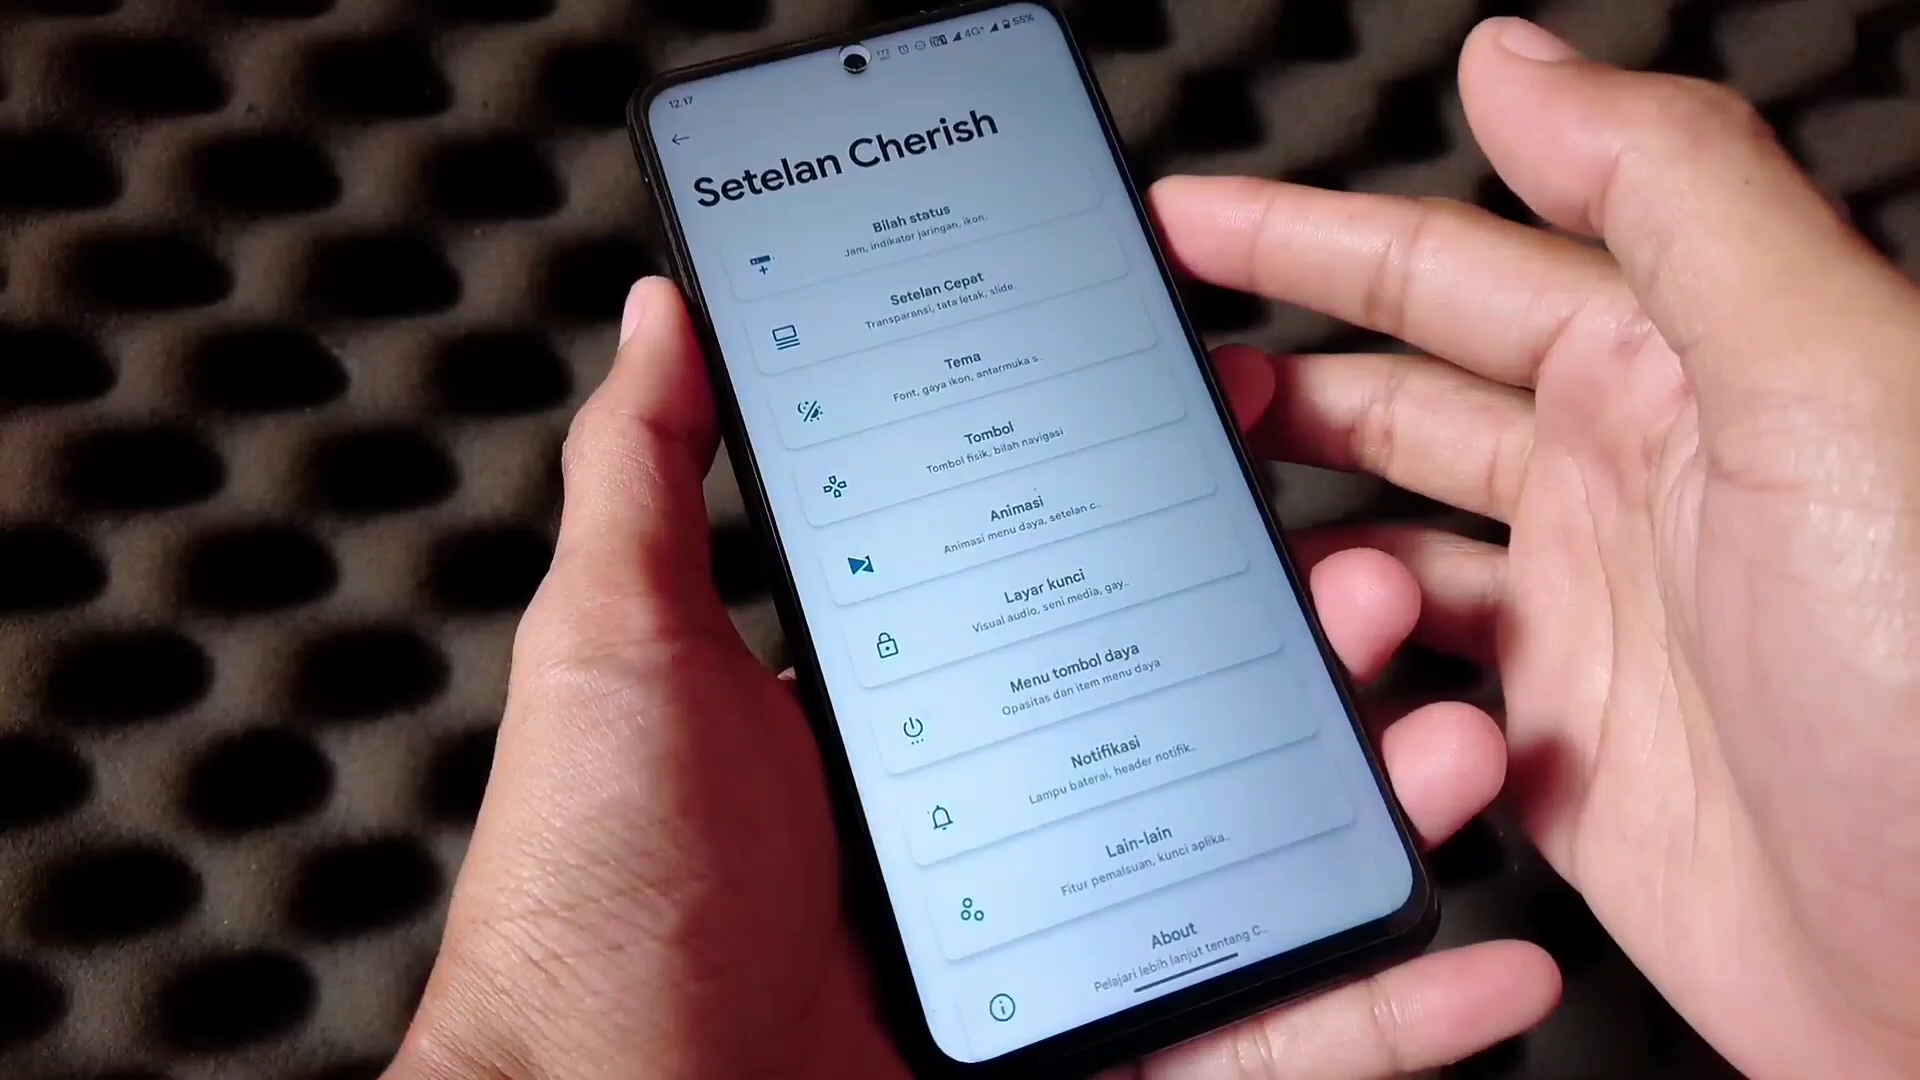 12.17
4G+ 55%
Setelan Cherish
Bilah status
Jam, indikator jaringan, ikon.
Setelan Cepat
Transparansi, tata letak, slide.
Tema
Font, gaya ikon, antarmuka s..
Tombol
Tombol fisik, bilah navigasi
Animasi
Animasi menu daya, setelan c..
Layar kunci
Visual audio, seni media, gay..
Menu tombol daya
Opasitas dan item menu daya
Notifikasi
Lampu baterai, header notifik..
Lain-lain
Fitur pemalsuan, kunci aplika..
About
Pelajari lebih lanjut tentang C..